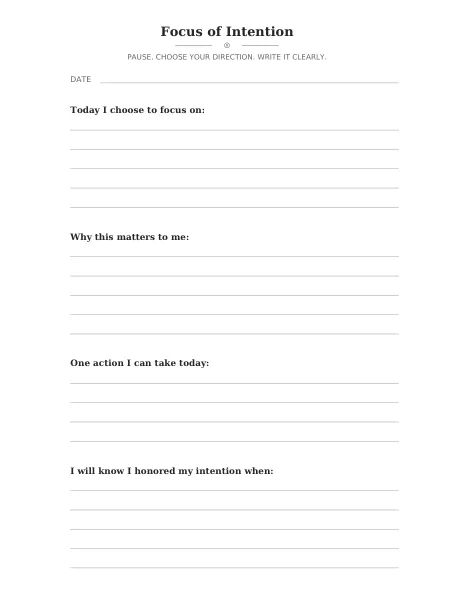 Focus of Intention
PAUSE. CHOOSE YOUR DIRECTION. WRITE IT CLEARLY.
DATE
Today I choose to focus on:
Why this matters to me:
One action I can take today:
I will know I honored my intention when: